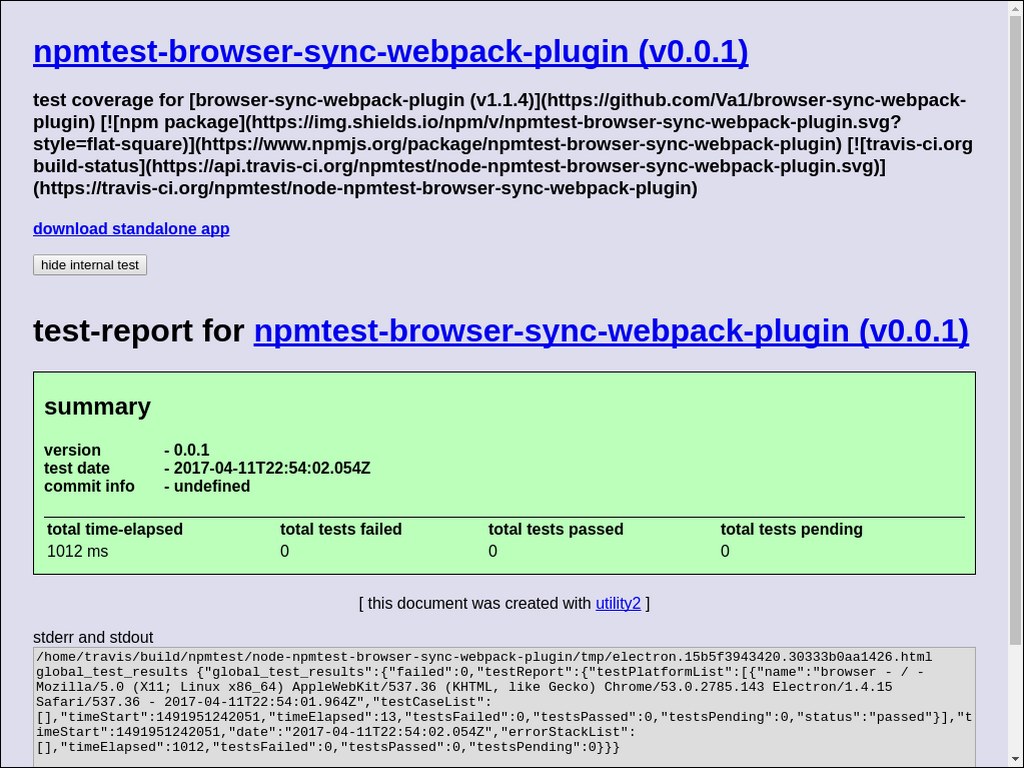 npmtest-browser-sync-webpack-plugin (v0.0.1)
test coverage for [browser-sync-webpack-plugin (v1.1.4)](https://github.com/Va1/browser-sync-webpack-
plugin) [![npm package](https://img.shields.io/npm/v/npmtest-browser-sync-webpack-plugin.svg?
style=flat-square)](https://www.npmjs.org/package/npmtest-browser-sync-webpack-plugin) [![travis-ci.org
build-status](https://api.travis-ci.org/npmtest/node-npmtest-browser-sync-webpack-plugin.svg)]
(https://travis-ci.org/npmtest/node-npmtest-browser-sync-webpack-plugin)
download standalone app
hide internal test
test-report for npmtest-browser-sync-webpack-plugin (v0.0.1)
summary
version - 0.0.1
test date - 2017-04-11T22:54:02.054Z
commit info - undefined
total time-elapsed total tests failed total tests passed total tests pending
1012 ms 0 0 0
[ this document was created with utility2 ]
stderr and stdout
/home/travis/build/npmtest/node-npmtest-browser-sync-webpack-plugin/tmp/electron.15b5f3943420.30333b0aa1426.html
global_test_results {"global_test_results":{"failed":0,"testReport":{"testPlatformList":[{"name":"browser - / -
Mozilla/5.0 (X11; Linux x86_64) AppleWebKit/537.36 (KHTML, like Gecko) Chrome/53.0.2785.143 Electron/1.4.15
Safari/537.36 - 2017-04-11T22:54:01.964Z","testCaseList":
[],"timeStart":1491951242051,"timeElapsed":13,"testsFailed":0,"testsPassed":0,"testsPending":0,"status":"passed"}],"t
imeStart":1491951242051,"date":"2017-04-11T22:54:02.054Z","errorStackList":
[],"timeElapsed":1012,"testsFailed":0,"testsPassed":0,"testsPending":0}}}